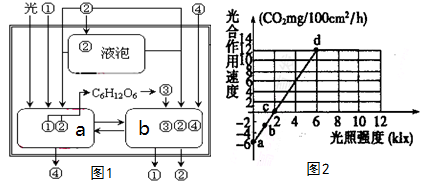 光 ① ② ④
② 液泡
C₆H₁₂O₆ ③
①② a b ③②④
④ ① ②
图1
光合作用速度
(CO₂mg/100cm²/h)
14
12
10
8
6
4
2
0
-2
-4
-6
a b c d
0 2 4 6 8 10 12
光照强度 (klx)
图2